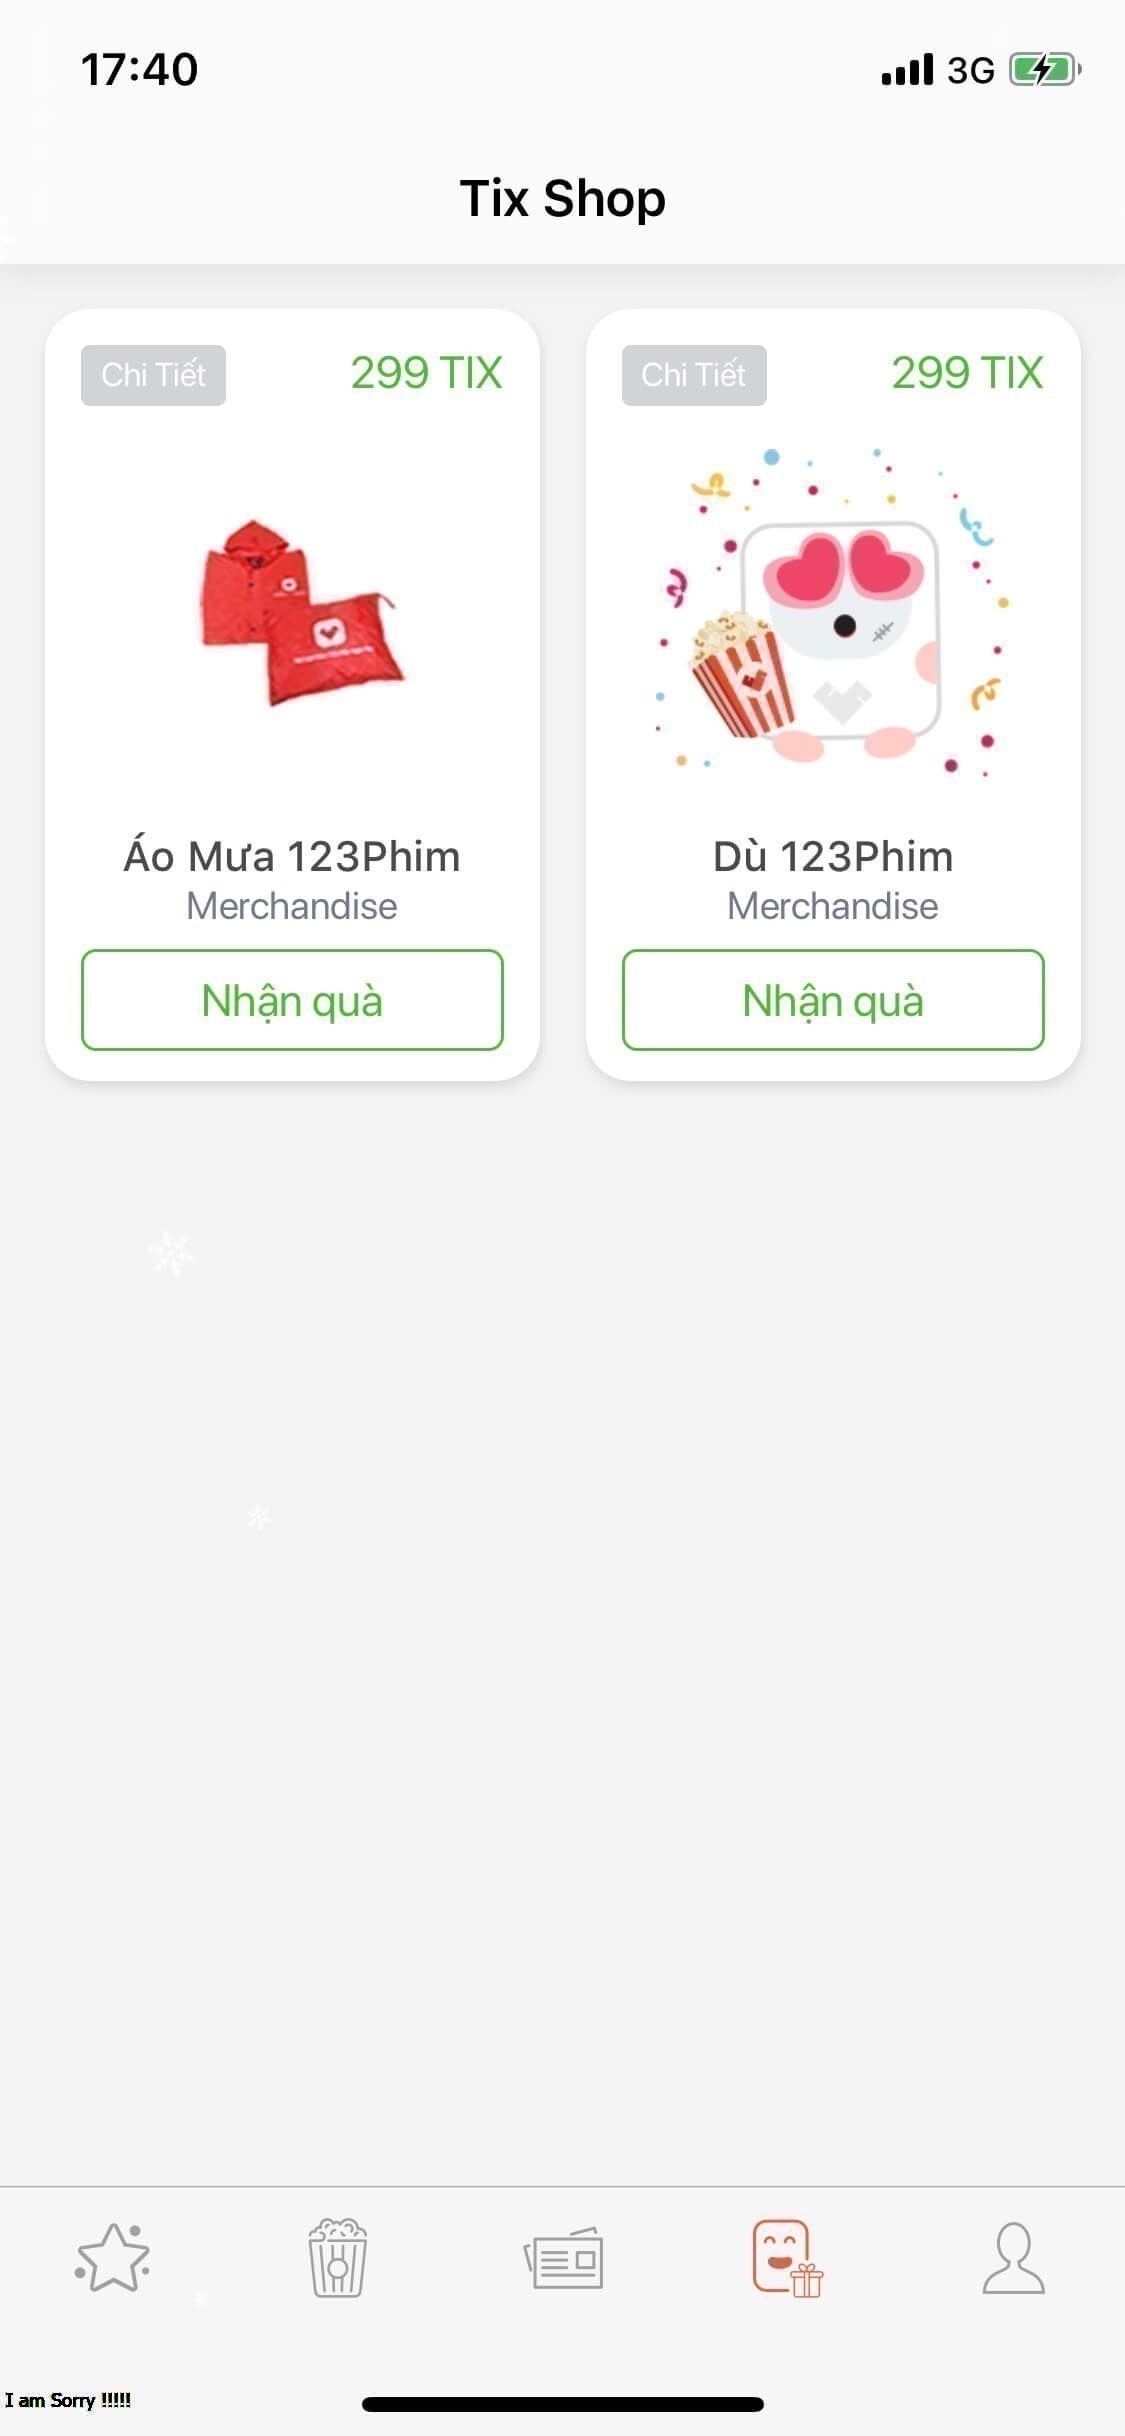 17:40
3G
Tix Shop
Chi Tiết
299 TIX
Chi Tiết
299 TIX
Áo Mưa 123Phim
Merchandise
Nhận quà
Dù 123Phim
Merchandise
Nhận quà
I am Sorry !!!!!